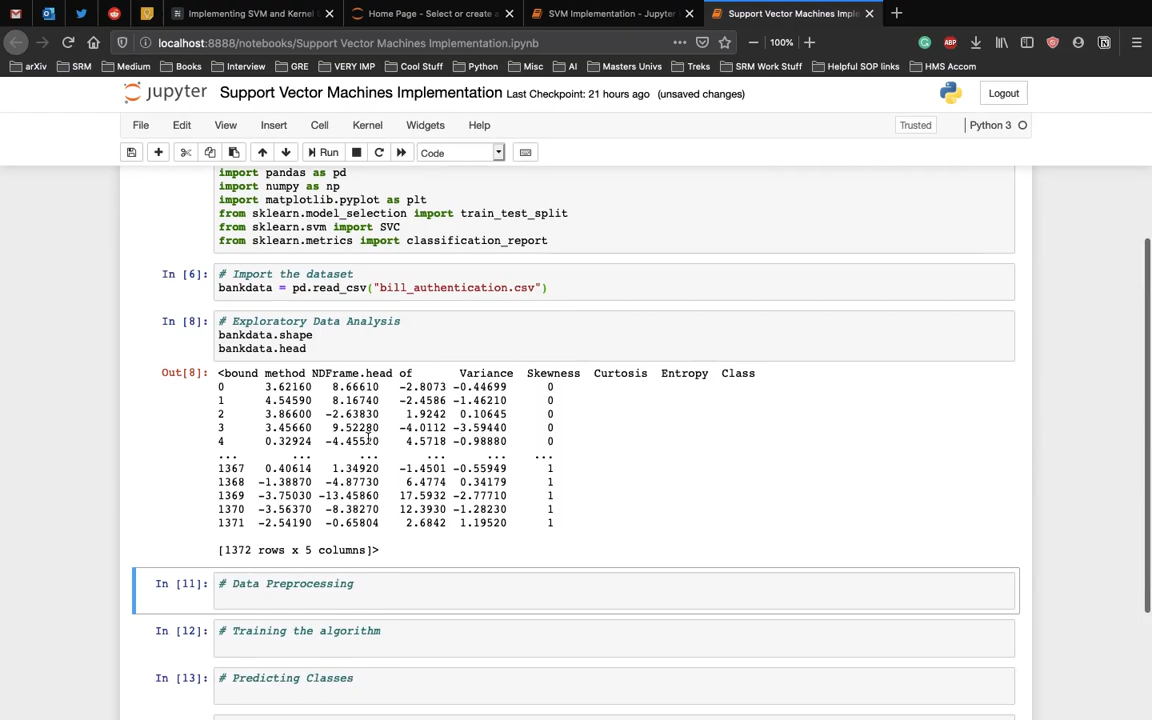 Implementing SVM and Kernel
Home Page - Select or create a
SVM Implementation - Jupyter
Support Vector Machines Imple
localhost:8888/notebooks/Support Vector Machines Implementation.ipynb
100%
ABP
arXiv SRM Medium Books Interview GRE VERY IMP Cool Stuff Python Misc AI Masters Univs Treks SRM Work Stuff Helpful SOP links HMS Accom
jupyter Support Vector Machines Implementation Last Checkpoint: 21 hours ago (unsaved changes) Logout
File Edit View Insert Cell Kernel Widgets Help Trusted Python 3
Run Code
import pandas as pd
import numpy as np
import matplotlib.pyplot as plt
from sklearn.model_selection import train_test_split
from sklearn.svm import SVC
from sklearn.metrics import classification_report
In [6]: # Import the dataset
bankdata = pd.read_csv("bill_authentication.csv")
In [8]: # Exploratory Data Analysis
bankdata.shape
bankdata.head
Out[8]: <bound method NDFrame.head of Variance Skewness Curtosis Entropy Class
0 3.62160 8.66610 -2.8073 -0.44699 0
1 4.54590 8.16740 -2.4586 -1.46210 0
2 3.86600 -2.63830 1.9242 0.10645 0
3 3.45660 9.52280 -4.0112 -3.59440 0
4 0.32924 -4.45520 4.5718 -0.98880 0
... ... ... ... ... ...
1367 0.40614 1.34920 -1.4501 -0.55949 1
1368 -1.38870 -4.87730 6.4774 0.34179 1
1369 -3.75030 -13.45860 17.5932 -2.77710 1
1370 -3.56370 -8.38270 12.3930 -1.28230 1
1371 -2.54190 -0.65804 2.6842 1.19520 1
[1372 rows x 5 columns]>
In [11]: # Data Preprocessing
In [12]: # Training the algorithm
In [13]: # Predicting Classes